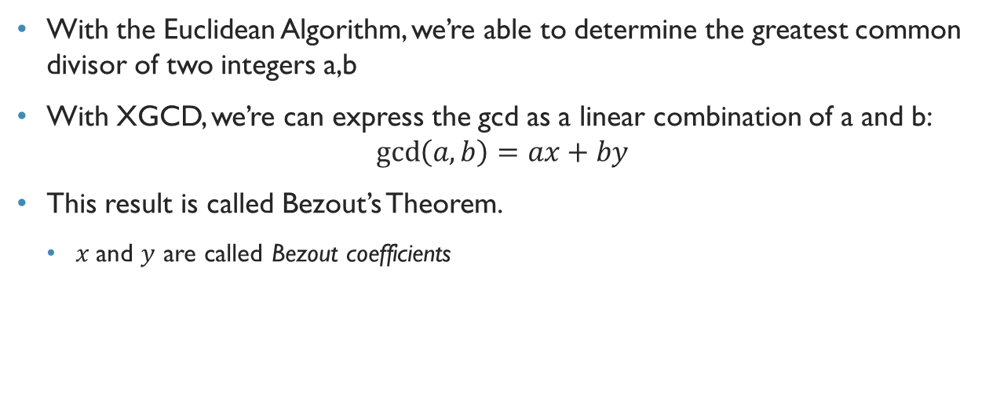 • With the Euclidean Algorithm, we’re able to determine the greatest common
divisor of two integers a,b
• With XGCD, we’re can express the gcd as a linear combination of a and b:
gcd(a, b) = ax + by
• This result is called Bezout’s Theorem.
• x and y are called Bezout coefficients